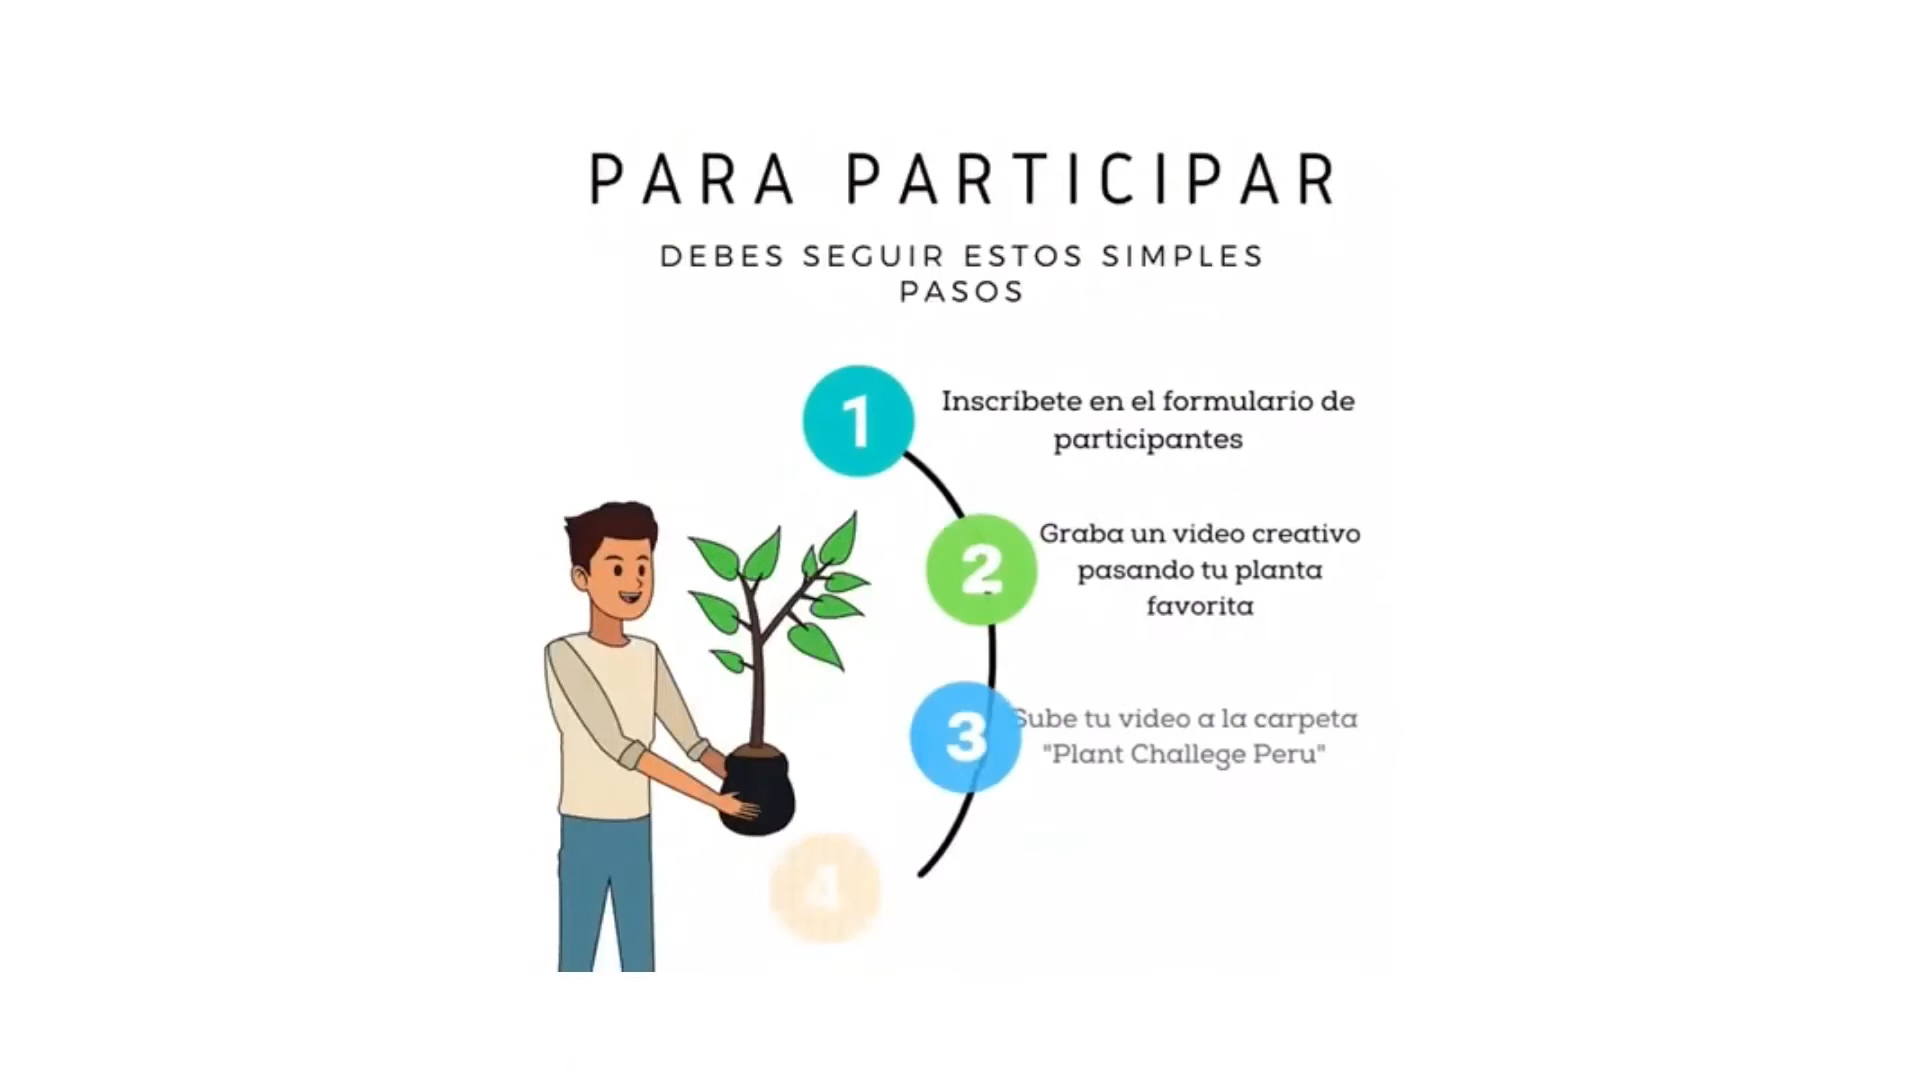 PARA PARTICIPAR
DEBES SEGUIR ESTOS SIMPLES
PASOS
1
Inscríbete en el formulario de
participantes
2
Graba un video creativo
pasando tu planta
favorita
3
Sube tu video a la carpeta
"Plant Challege Peru"
4